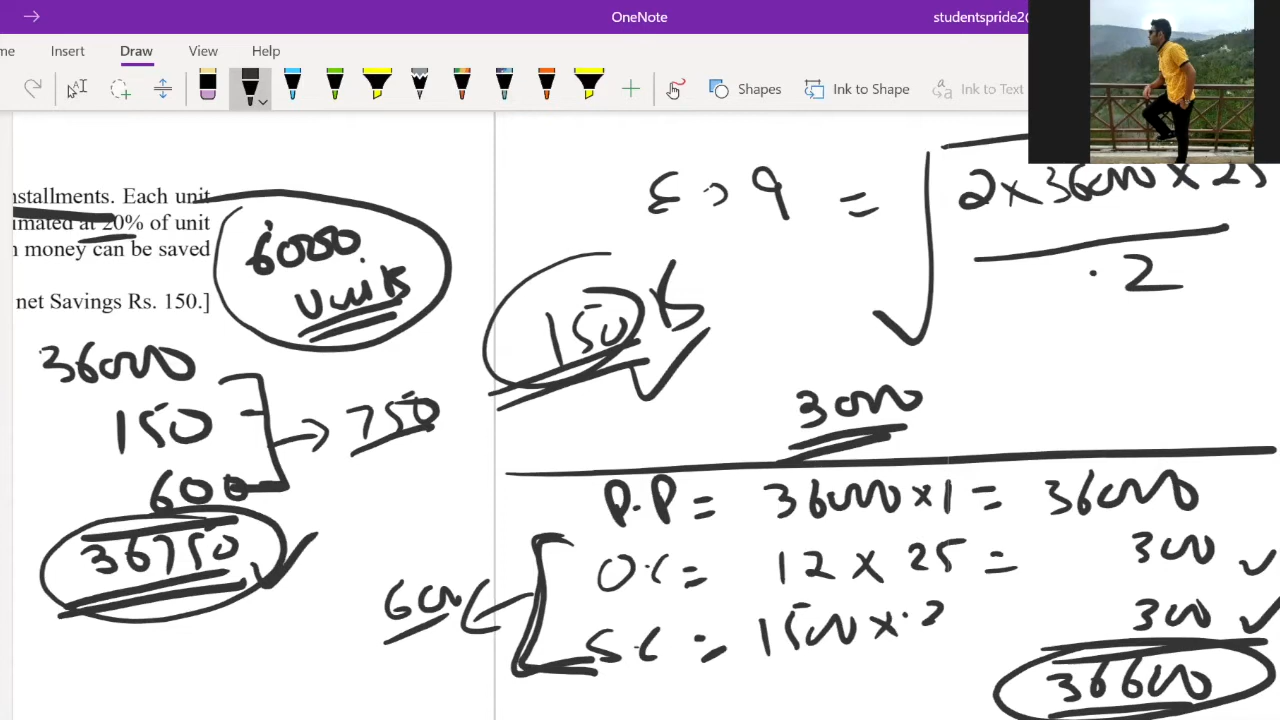 OneNote
studentspride2@
me Insert Draw View Help
Shapes Ink to Shape Ink to Text
nstallments. Each unit
imated at 20% of unit
n money can be saved
net Savings Rs. 150.]
6000
units
36000
150
600
36750
750
150
E.O.Q = √
2 x 36000 x 25
.2
3000
P.P = 36000 x 1 = 36000
O.C = 12 x 25 = 300
S.C = 1500 x .2 300
600
36600